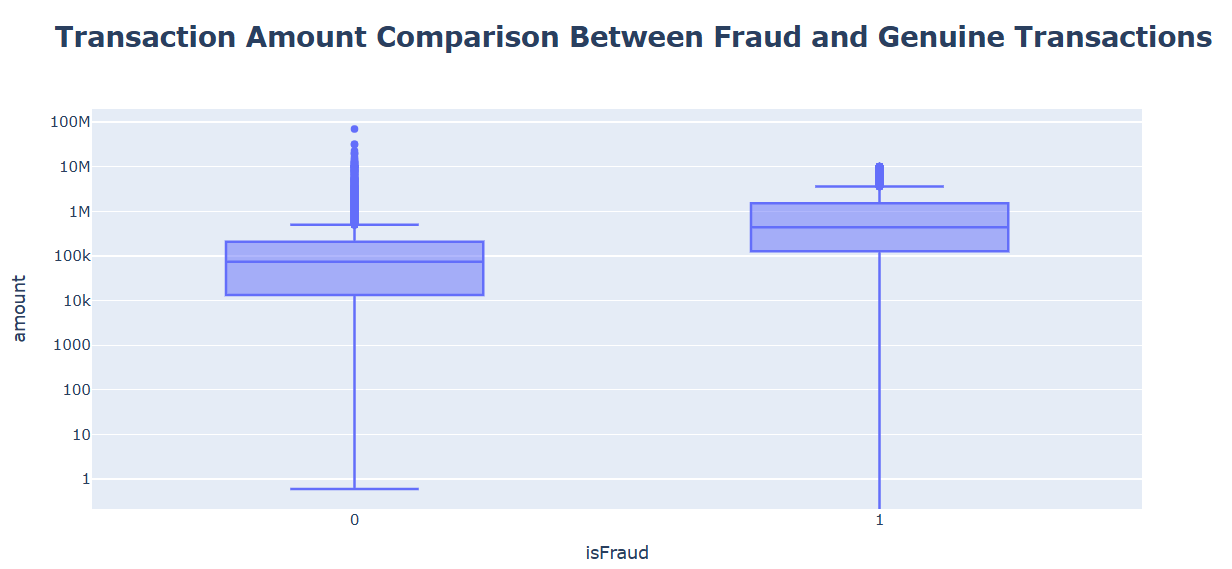 Transaction Amount Comparison Between Fraud and Genuine Transactions
100M
10M
1M
100k
10k
1000
100
10
1
amount
0
1
isFraud